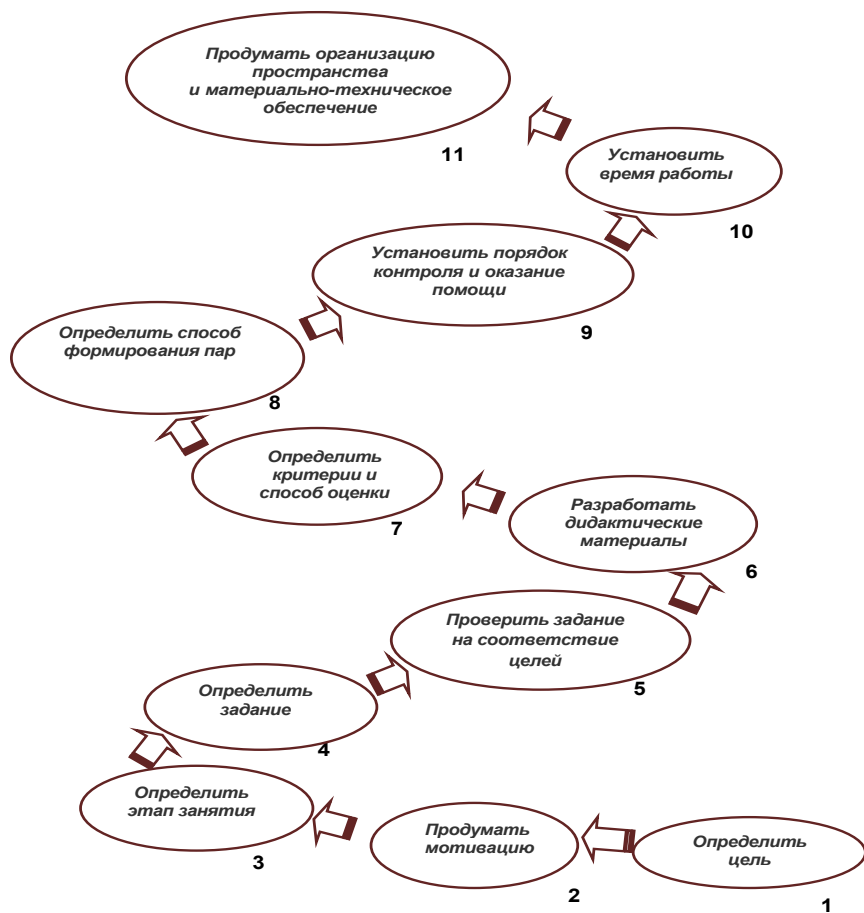 Продумать организацию
пространства
и материально-техническое
обеспечение
11
Установить
время работы
10
Установить порядок
контроля и оказание
помощи
9
Определить способ
формирования пар
8
Определить
критерии и
способ оценки
7
Разработать
дидактические
материалы
6
Проверить задание
на соответствие
целей
5
Определить
задание
4
Определить
этап занятия
3
Продумать
мотивацию
2
Определить
цель
1